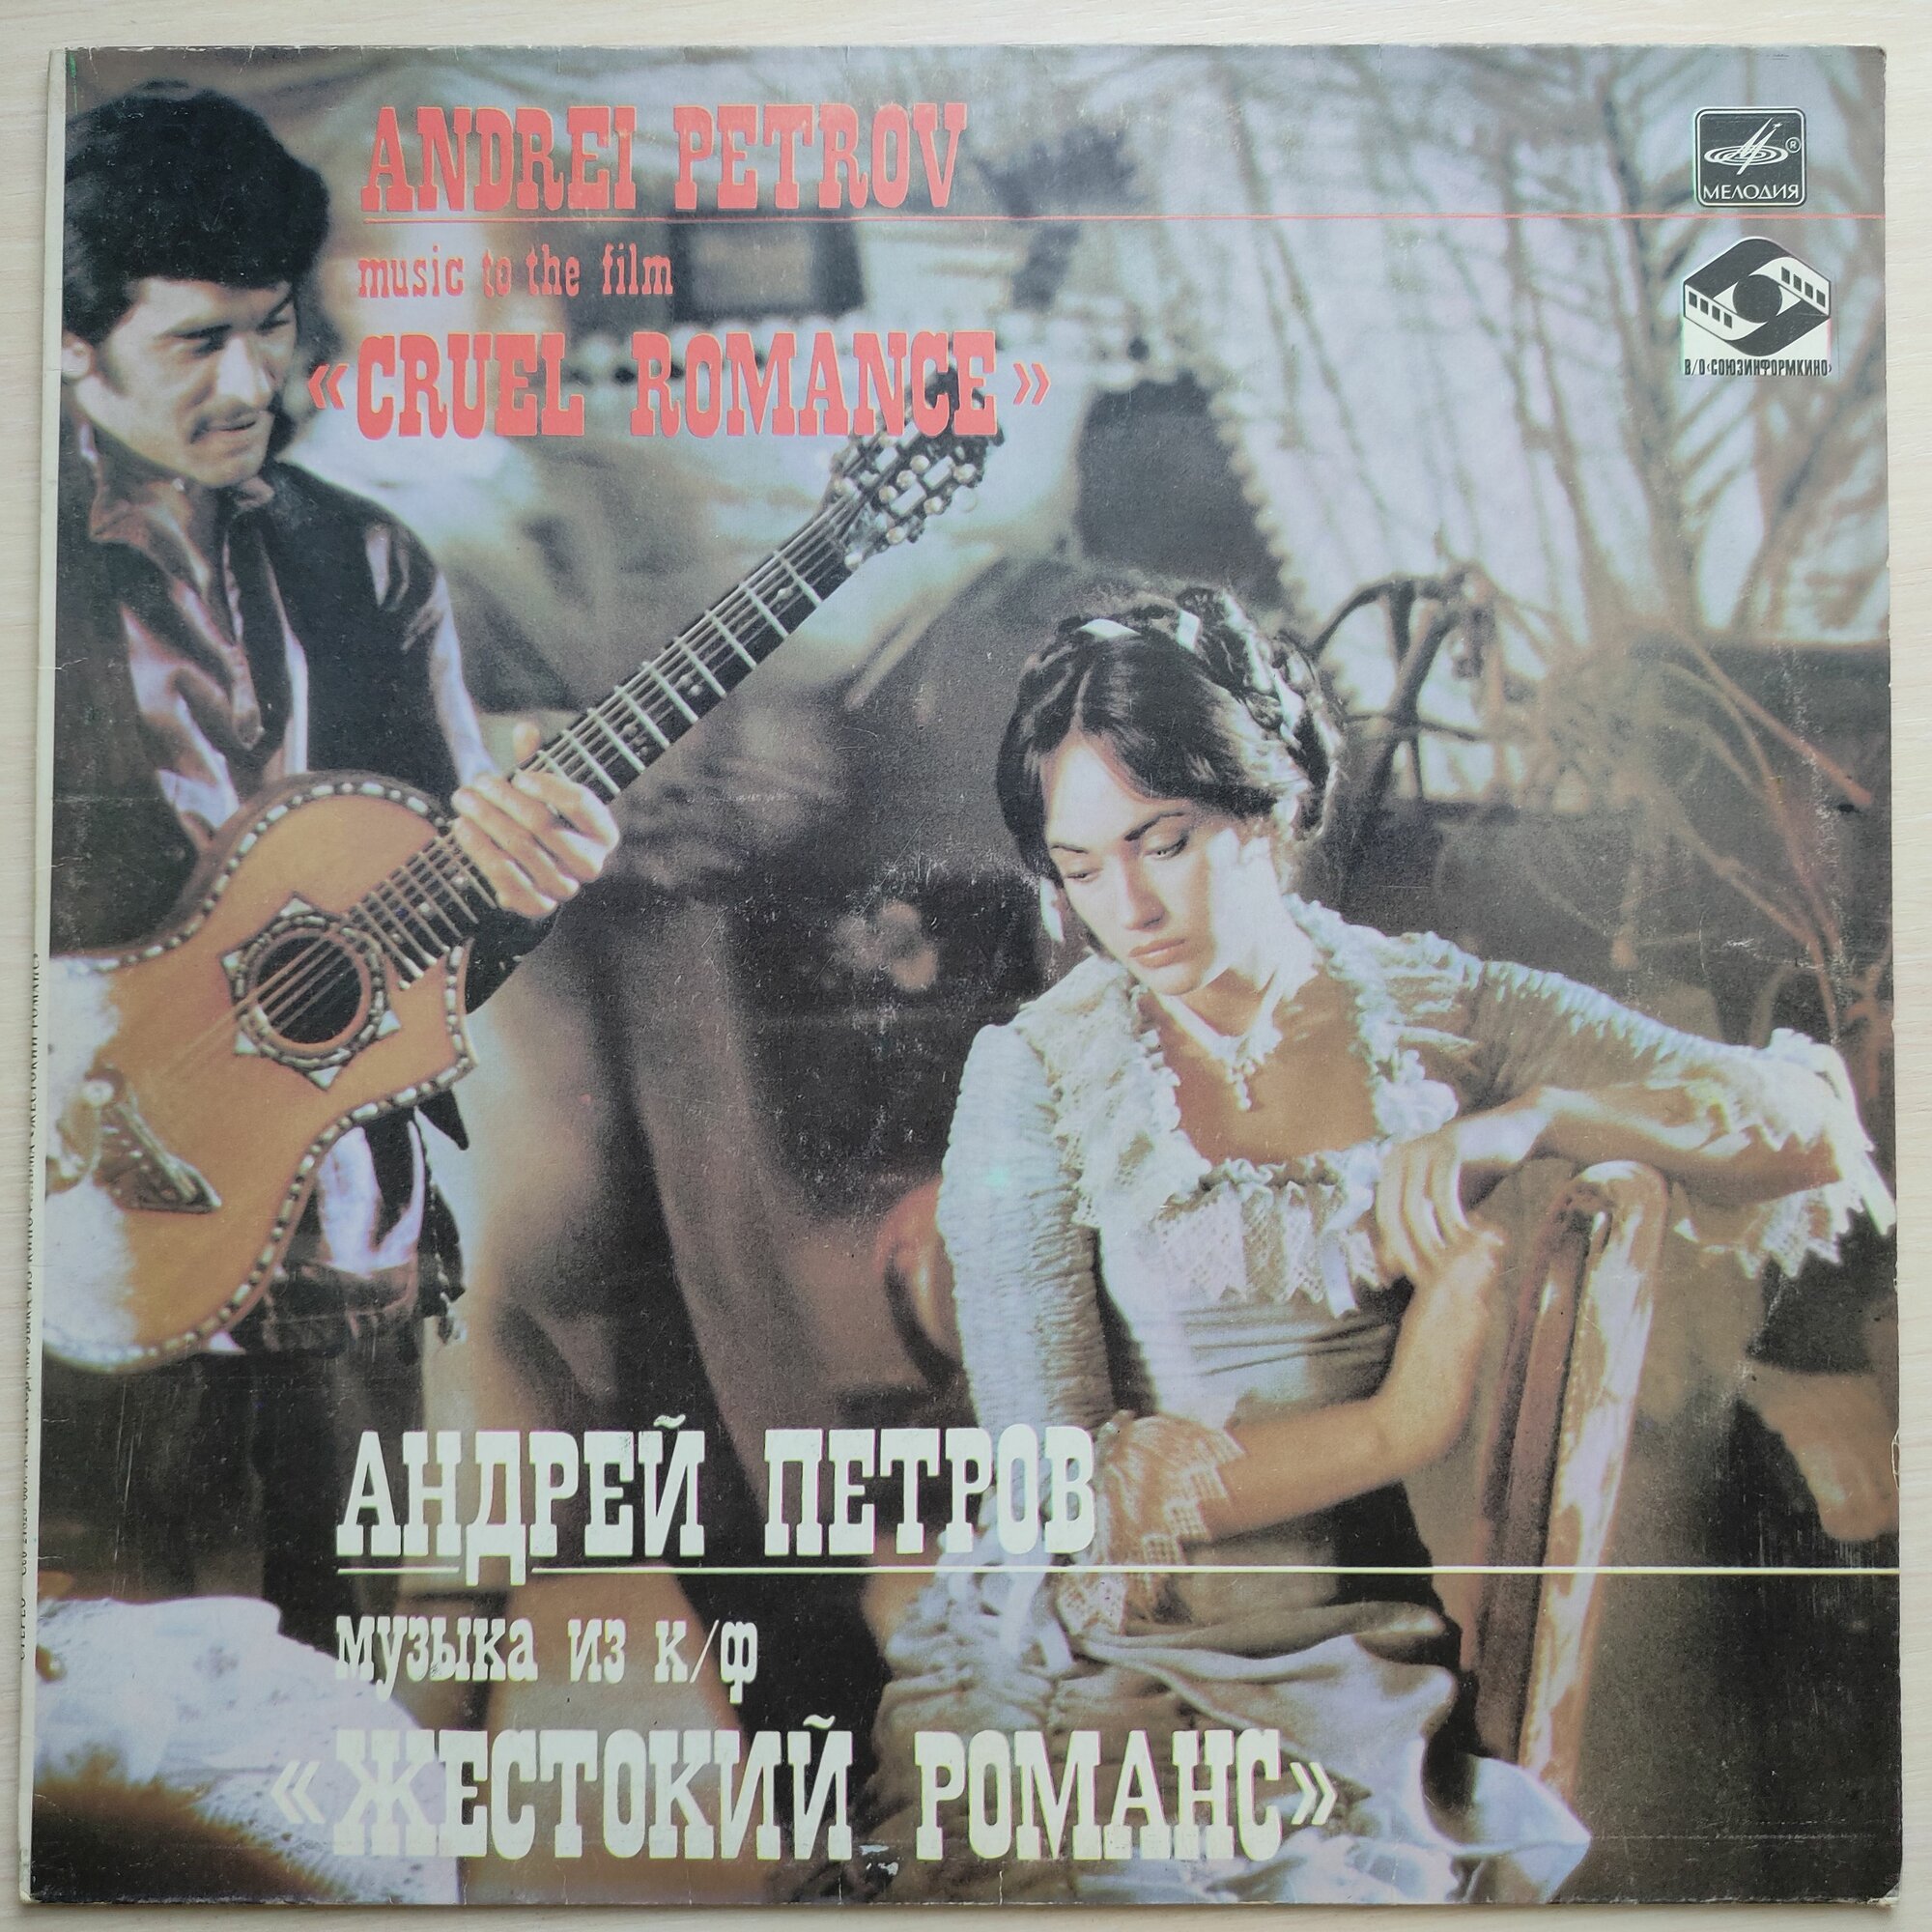 ANDREI PETROV
МЕЛОДИЯ
music to the film
В/О «СОЮЗИНФОРМКИНО»
«CRUEL ROMANCE»
АНДРЕЙ ПЕТРОВ
музыка из к/ф
«ЖЕСТОКИЙ РОМАНС»